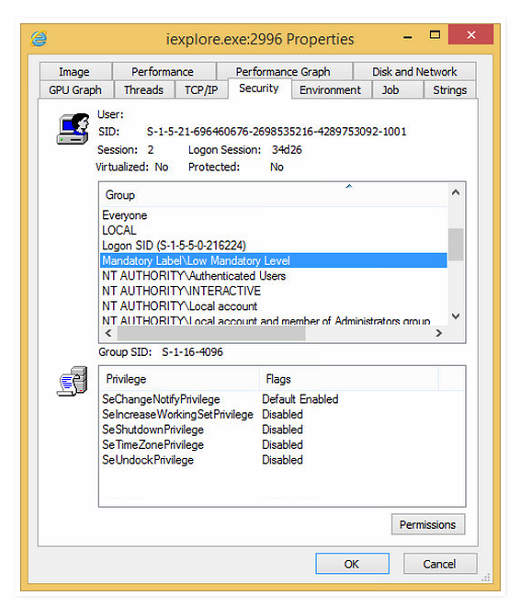 iexplore.exe:2996 Properties
Image Performance Performance Graph Disk and Network
GPU Graph Threads TCP/IP Security Environment Job Strings
User:
SID: S-1-5-21-696460676-2698535216-4289753092-1001
Session: 2 Logon Session: 34d26
Virtualized: No Protected: No
Group
Everyone
LOCAL
Logon SID (S-1-5-5-0-216224)
Mandatory Label\Low Mandatory Level
NT AUTHORITY\Authenticated Users
NT AUTHORITY\INTERACTIVE
NT AUTHORITY\Local account
NT AUTHORITY\Local account and member of Administrators group
Group SID: S-1-16-4096
Privilege Flags
SeChangeNotifyPrivilege Default Enabled
SeIncreaseWorkingSetPrivilege Disabled
SeShutdownPrivilege Disabled
SeTimeZonePrivilege Disabled
SeUndockPrivilege Disabled
Permissions
OK Cancel